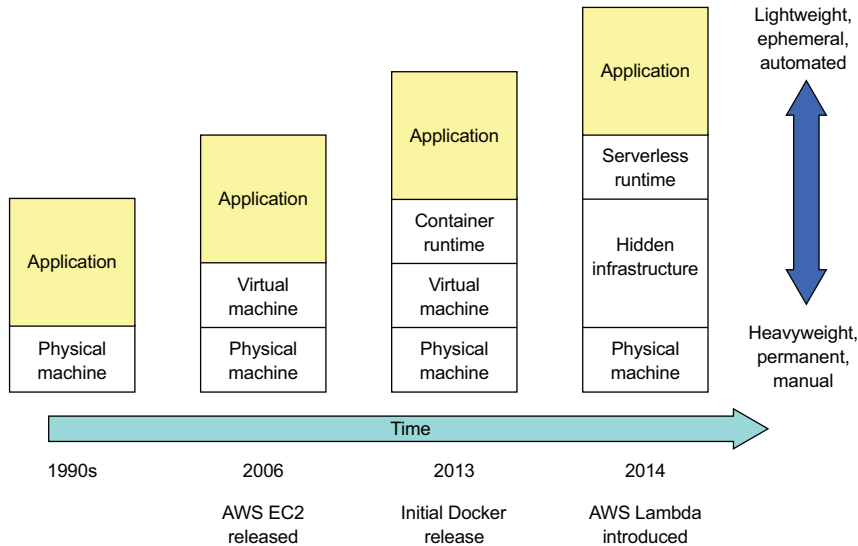 Lightweight,
ephemeral,
automated
Application
Serverless
runtime
Hidden
infrastructure
Physical
machine
Application
Container
runtime
Virtual
machine
Physical
machine
Application
Virtual
machine
Physical
machine
Application
Physical
machine
Heavyweight,
permanent,
manual
Time
1990s
2006
2013
2014
AWS EC2
released
Initial Docker
release
AWS Lambda
introduced